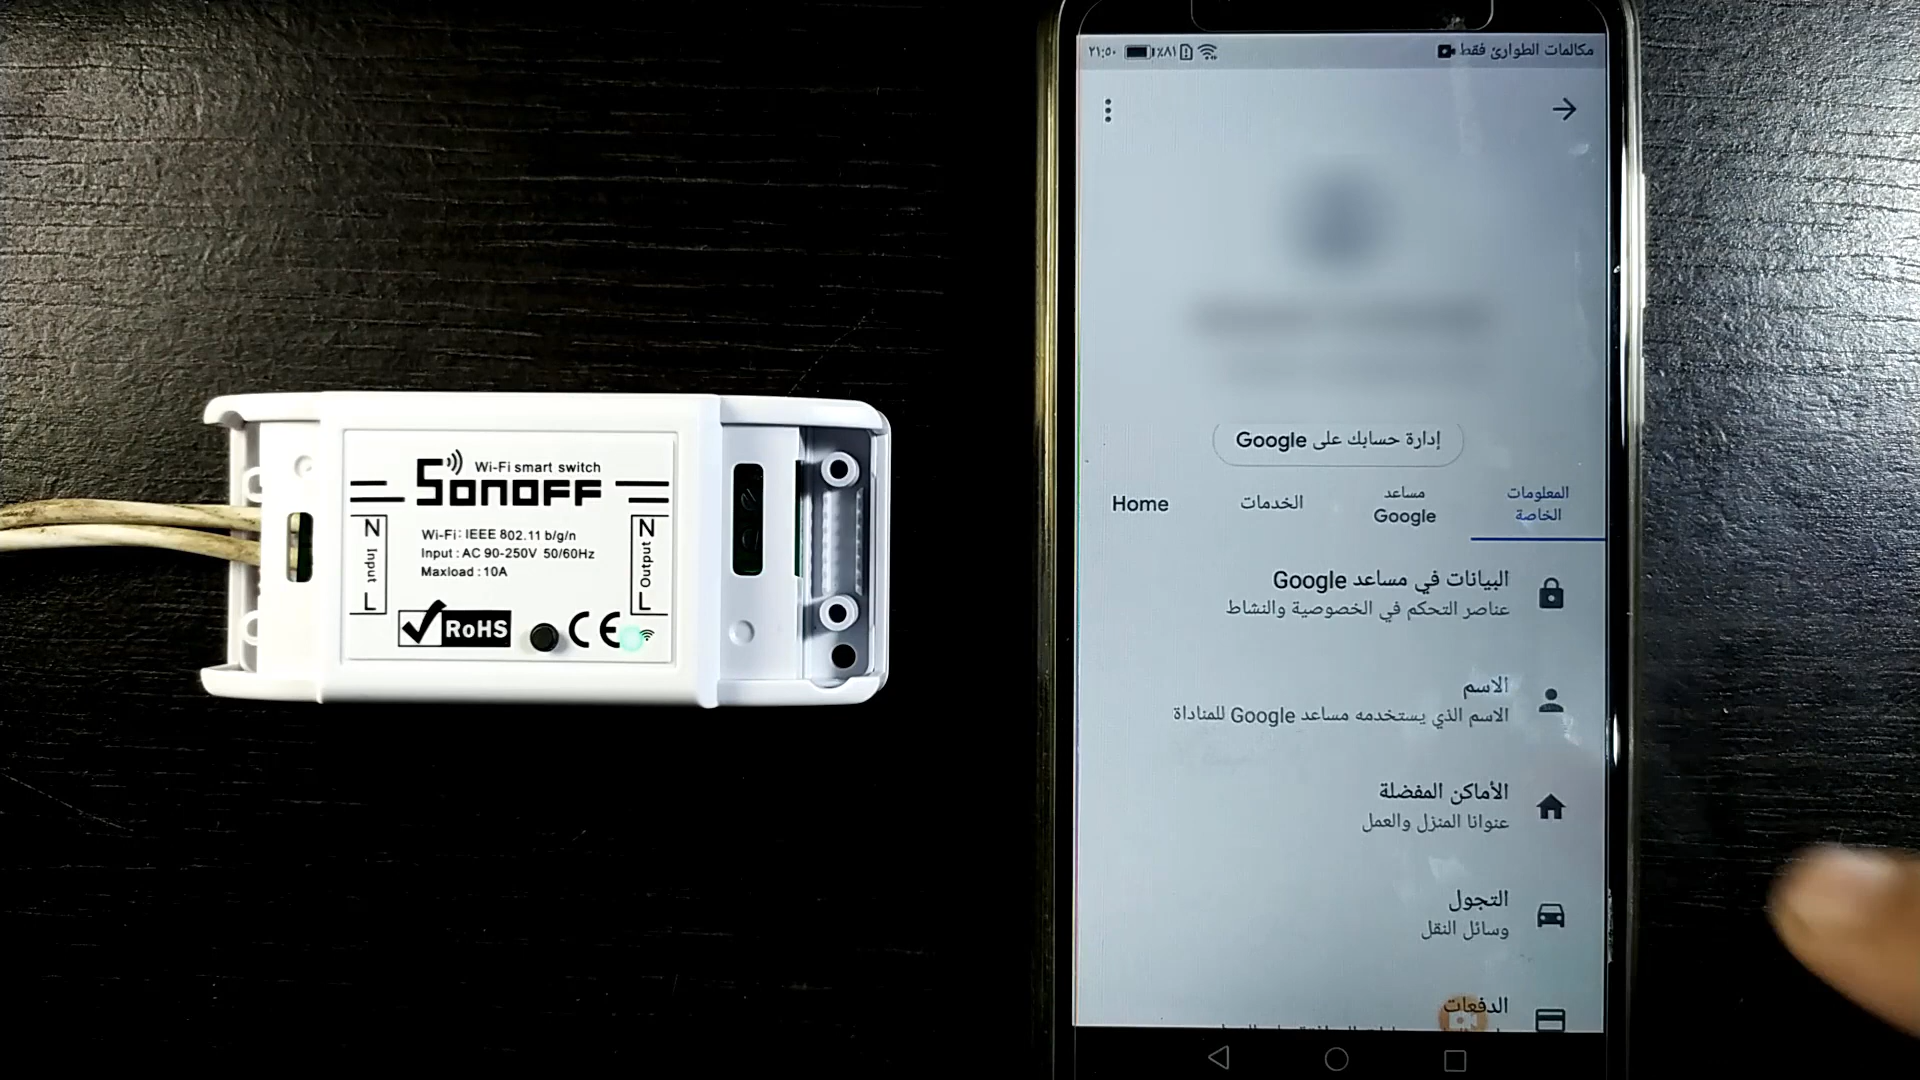 SONOFF
Wi-Fi smart switch
Wi-Fi: IEEE 802.11 b/g/n
Input : AC 90-250V 50/60Hz
Maxload : 10A
N Input L
N Output L
RoHS
CE
مكالمات الطوارئ فقط
٪٨١
٢١:٥٠
إدارة حسابك على Google
المعلومات الخاصة
مساعد Google
الخدمات
Home
البيانات في مساعد Google
عناصر التحكم في الخصوصية والنشاط
الاسم
الاسم الذي يستخدمه مساعد Google للمناداة
الأماكن المفضلة
عنوانا المنزل والعمل
التجول
وسائل النقل
الدفعات